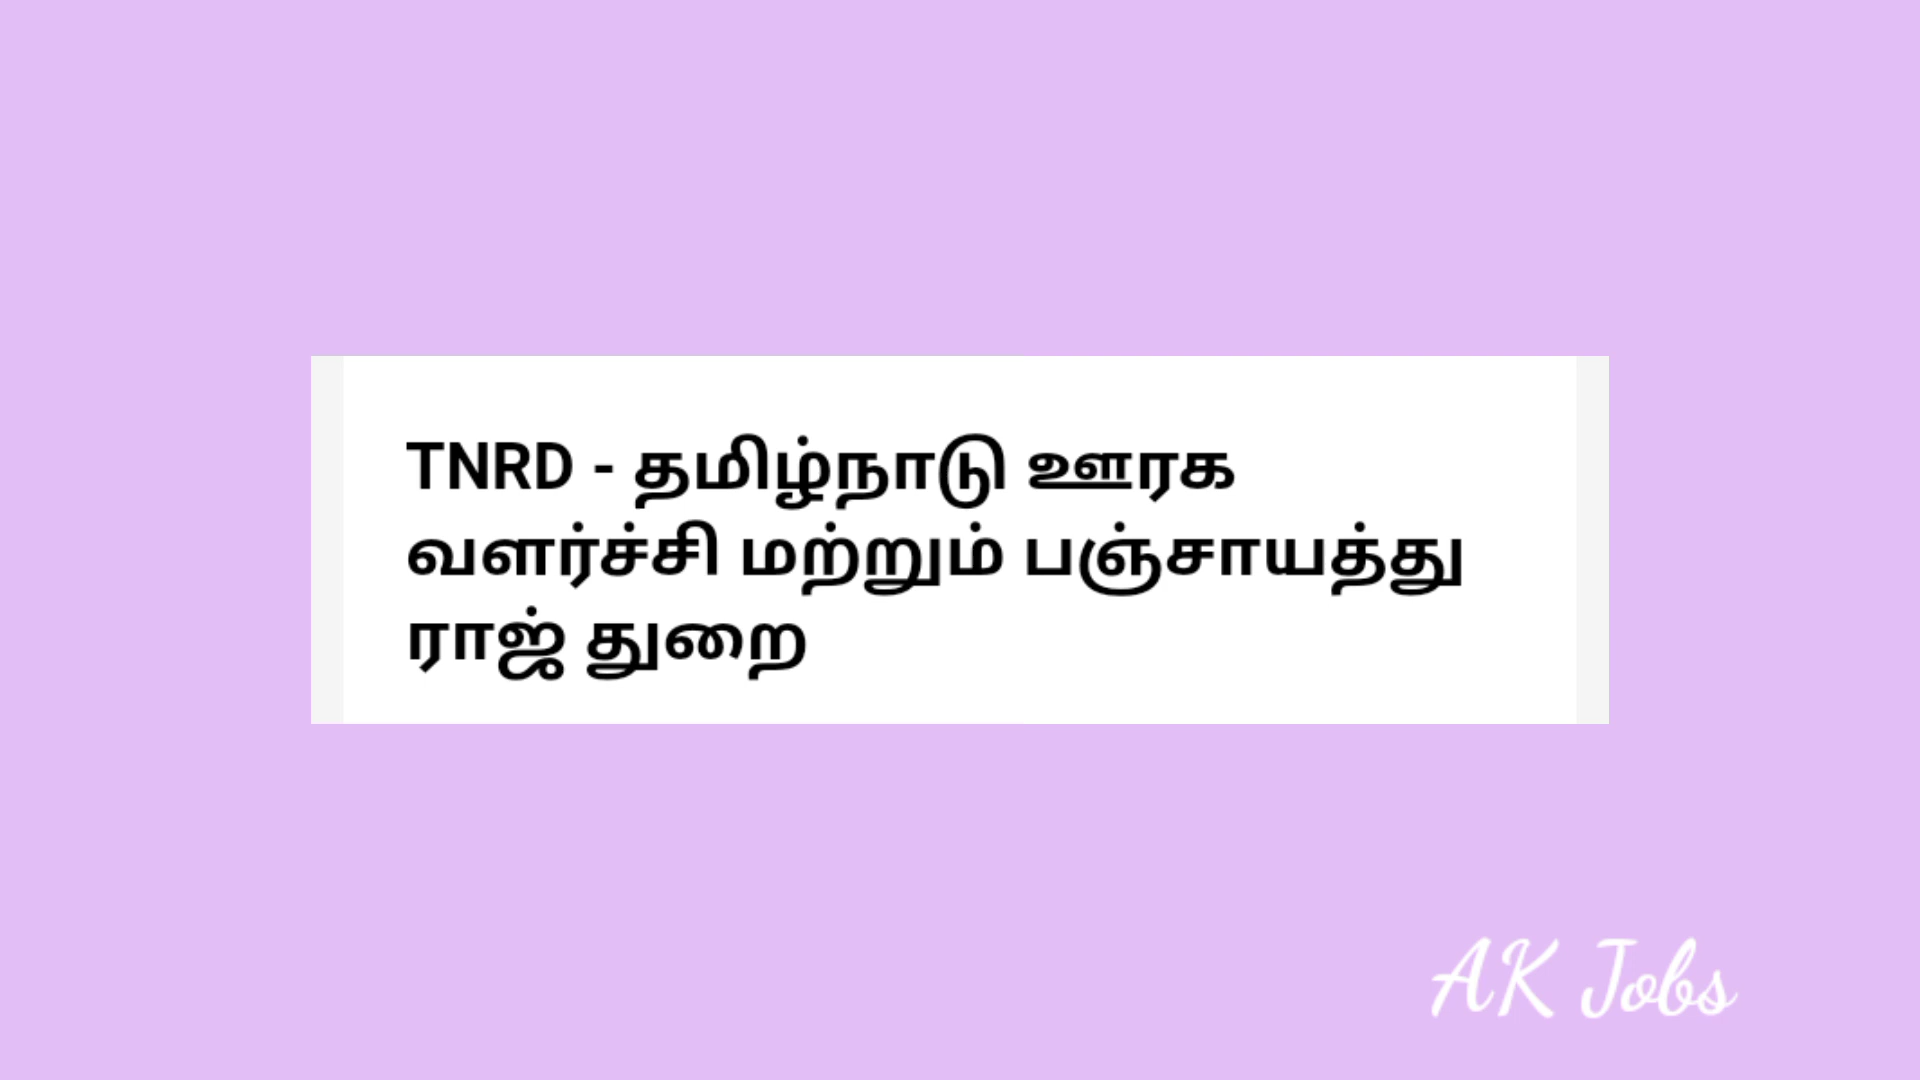 TNRD - தமிழ்நாடு ஊரக
வளர்ச்சி மற்றும் பஞ்சாயத்து
ராஜ் துறை
AK Jobs